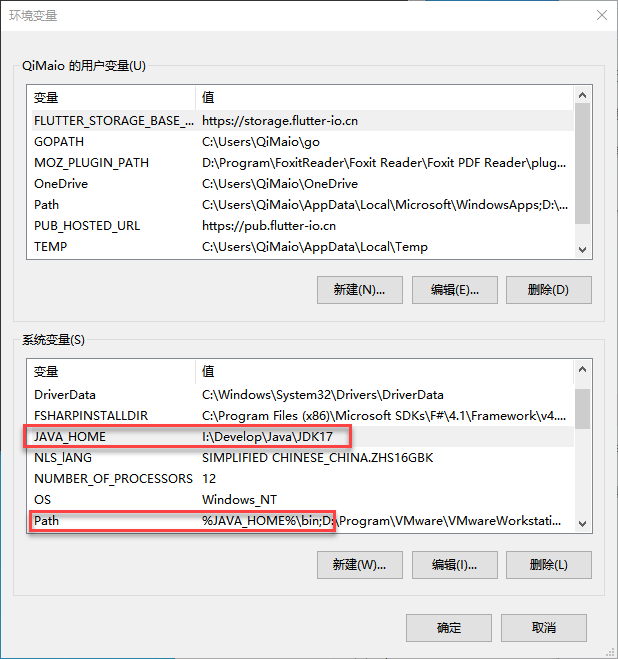 环境变量
QiMaio 的用户变量(U)
变量 值
FLUTTER_STORAGE_BASE_... https://storage.flutter-io.cn
GOPATH C:\Users\QiMaio\go
MOZ_PLUGIN_PATH D:\Program\FoxitReader\Foxit Reader\Foxit PDF Reader\plug...
OneDrive C:\Users\QiMaio\OneDrive
Path C:\Users\QiMaio\AppData\Local\Microsoft\WindowsApps;D:\...
PUB_HOSTED_URL https://pub.flutter-io.cn
TEMP C:\Users\QiMaio\AppData\Local\Temp
新建(N)... 编辑(E)... 删除(D)
系统变量(S)
变量 值
DriverData C:\Windows\System32\Drivers\DriverData
FSHARPINSTALLDIR C:\Program Files (x86)\Microsoft SDKs\F#\4.1\Framework\v4....
JAVA_HOME I:\Develop\Java\JDK17
NLS_lANG SIMPLIFIED CHINESE_CHINA.ZHS16GBK
NUMBER_OF_PROCESSORS 12
OS Windows_NT
Path %JAVA_HOME%\bin;D:\Program\VMware\VMwareWorkstati...
新建(W)... 编辑(I)... 删除(L)
确定 取消